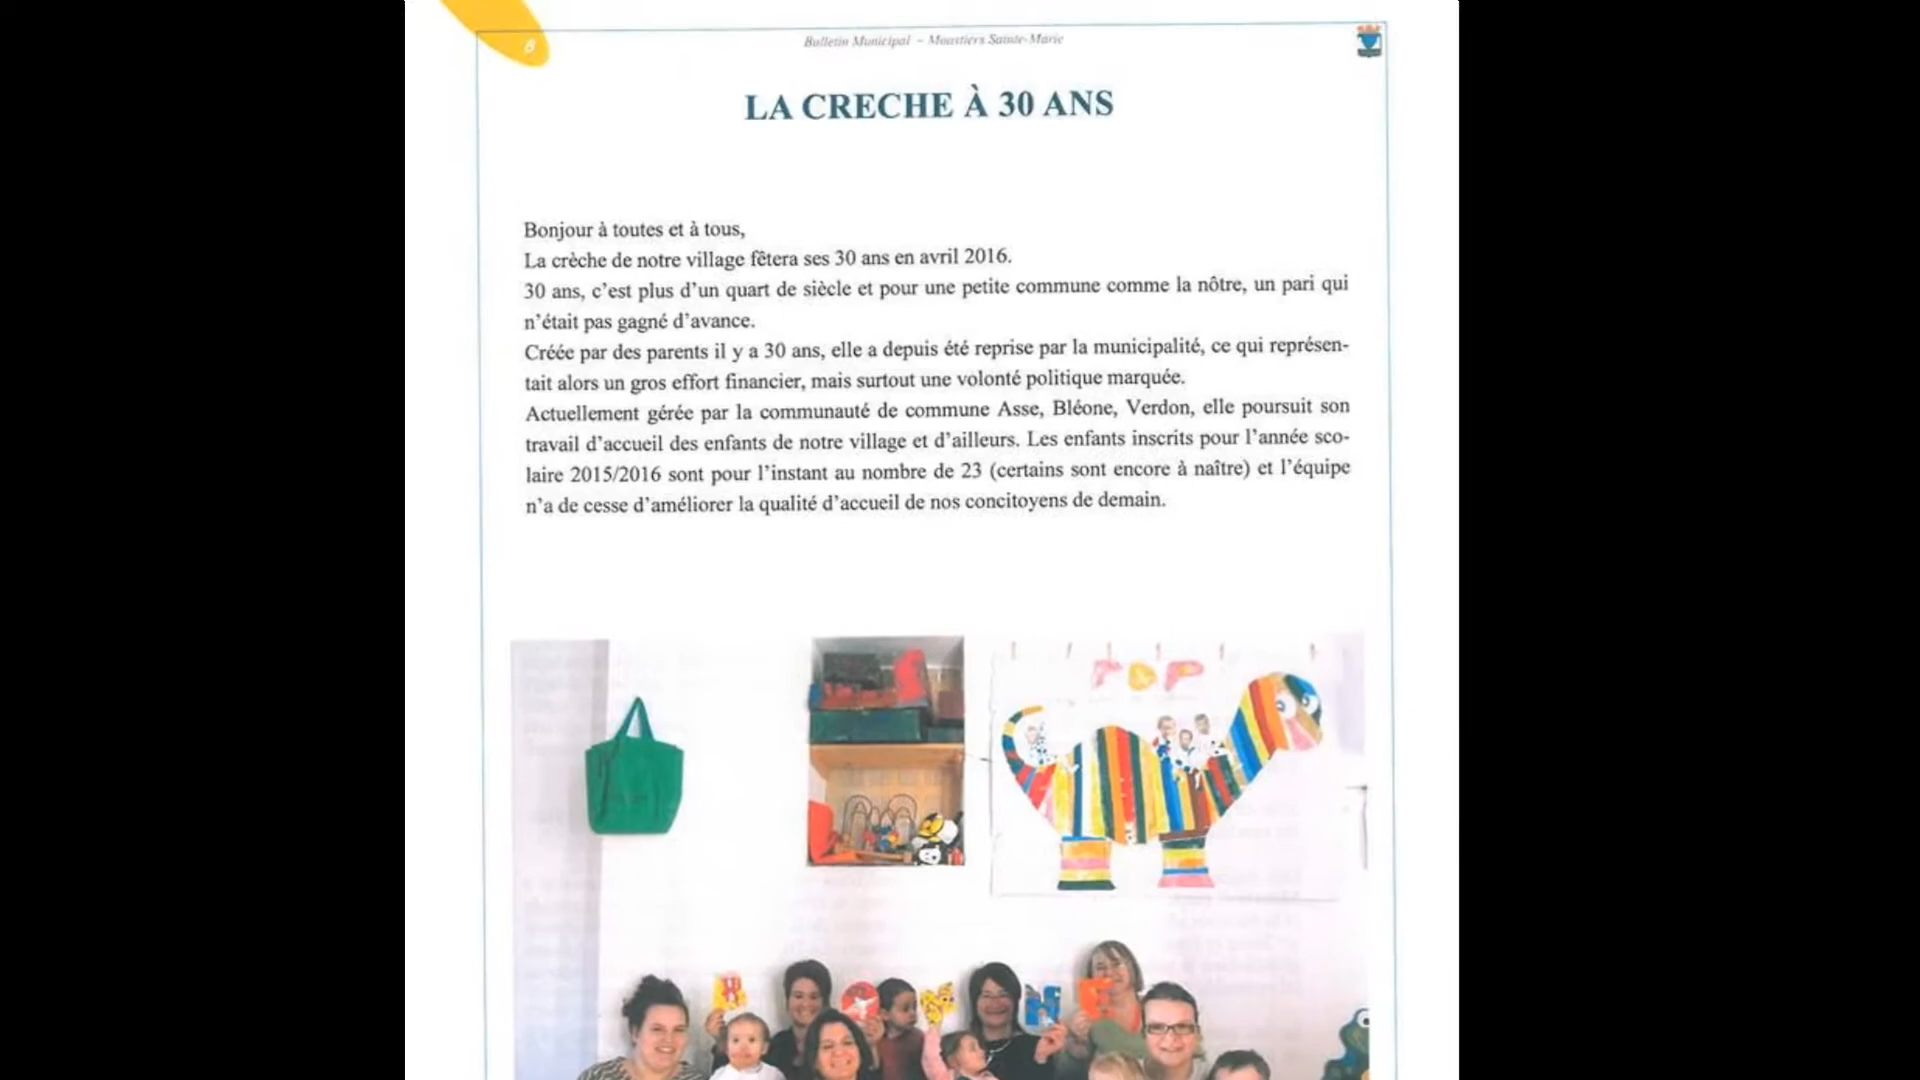 8
Bulletin Municipal – Moustiers Sainte-Marie
LA CRECHE À 30 ANS
Bonjour à toutes et à tous,
La crèche de notre village fêtera ses 30 ans en avril 2016.
30 ans, c’est plus d’un quart de siècle et pour une petite commune comme la nôtre, un pari qui
n’était pas gagné d’avance.
Créée par des parents il y a 30 ans, elle a depuis été reprise par la municipalité, ce qui représen-
tait alors un gros effort financier, mais surtout une volonté politique marquée.
Actuellement gérée par la communauté de commune Asse, Bléone, Verdon, elle poursuit son
travail d’accueil des enfants de notre village et d’ailleurs. Les enfants inscrits pour l’année sco-
laire 2015/2016 sont pour l’instant au nombre de 23 (certains sont encore à naître) et l’équipe
n’a de cesse d’améliorer la qualité d’accueil de nos concitoyens de demain.
POP